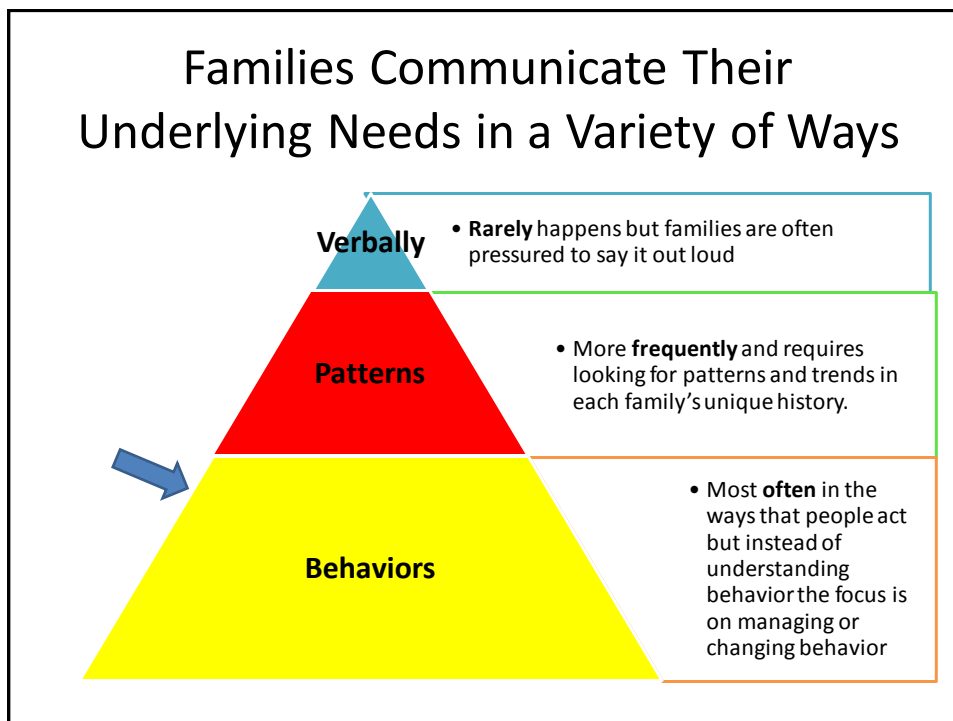 Families Communicate Their
Underlying Needs in a Variety of Ways
Verbally
• Rarely happens but families are often
pressured to say it out loud
Patterns
• More frequently and requires
looking for patterns and trends in
each family's unique history.
Behaviors
• Most often in the
ways that people act
but instead of
understanding
behavior the focus is
on managing or
changing behavior